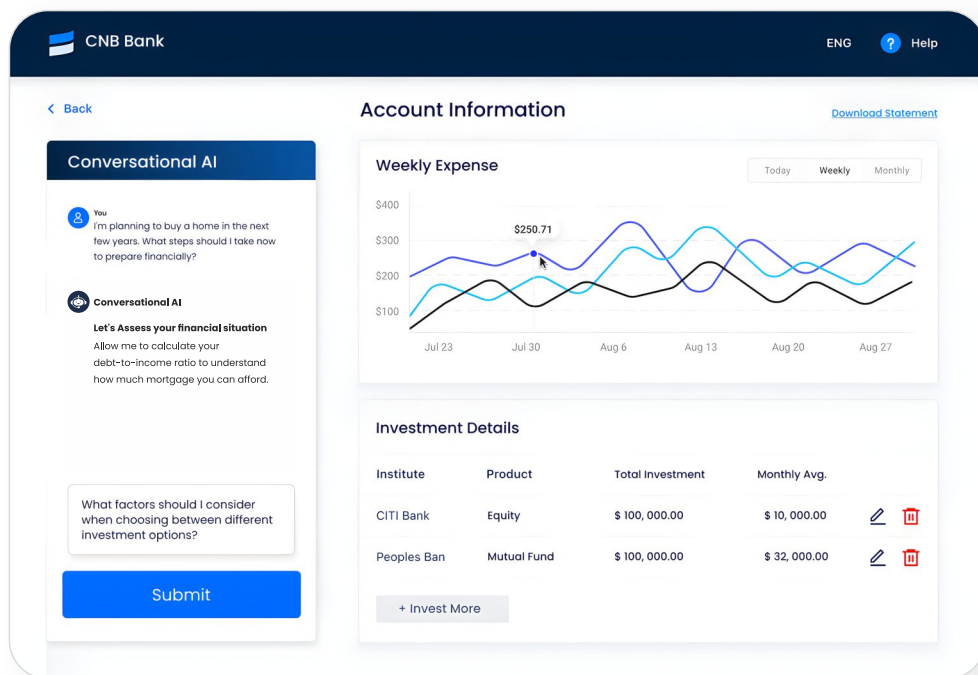 CNB Bank
ENG
? Help
< Back
Account Information
Download Statement
Conversational AI
You
I'm planning to buy a home in the next
few years. What steps should I take now
to prepare financially?
Conversational AI
Let's Assess your financial situation
Allow me to calculate your
debt-to-income ratio to understand
how much mortgage you can afford.
What factors should I consider
when choosing between different
investment options?
Submit
Weekly Expense
Today Weekly Monthly
$400
$300
$200
$100
$250.71
Jul 23 Jul 30 Aug 6 Aug 13 Aug 20 Aug 27
Investment Details
Institute Product Total Investment Monthly Avg.
CITI Bank Equity $ 100, 000.00 $ 10, 000.00
Peoples Ban Mutual Fund $ 100, 000.00 $ 32, 000.00
+ Invest More